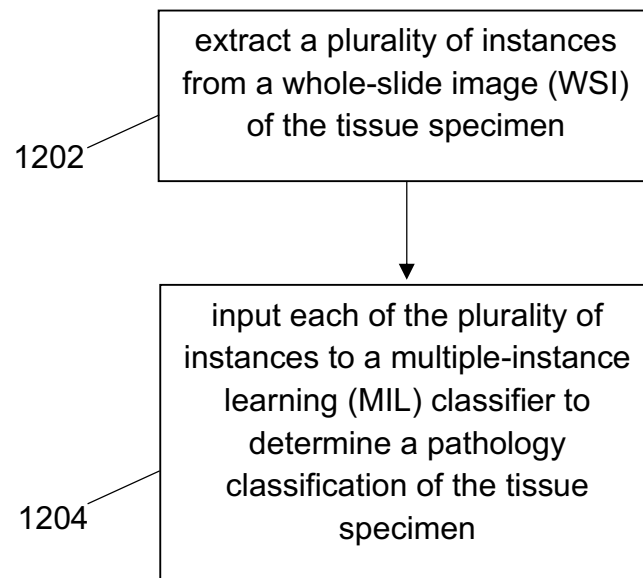 extract a plurality of instances
from a whole-slide image (WSI)
of the tissue specimen
1202
input each of the plurality of
instances to a multiple-instance
learning (MIL) classifier to
determine a pathology
classification of the tissue
specimen
1204